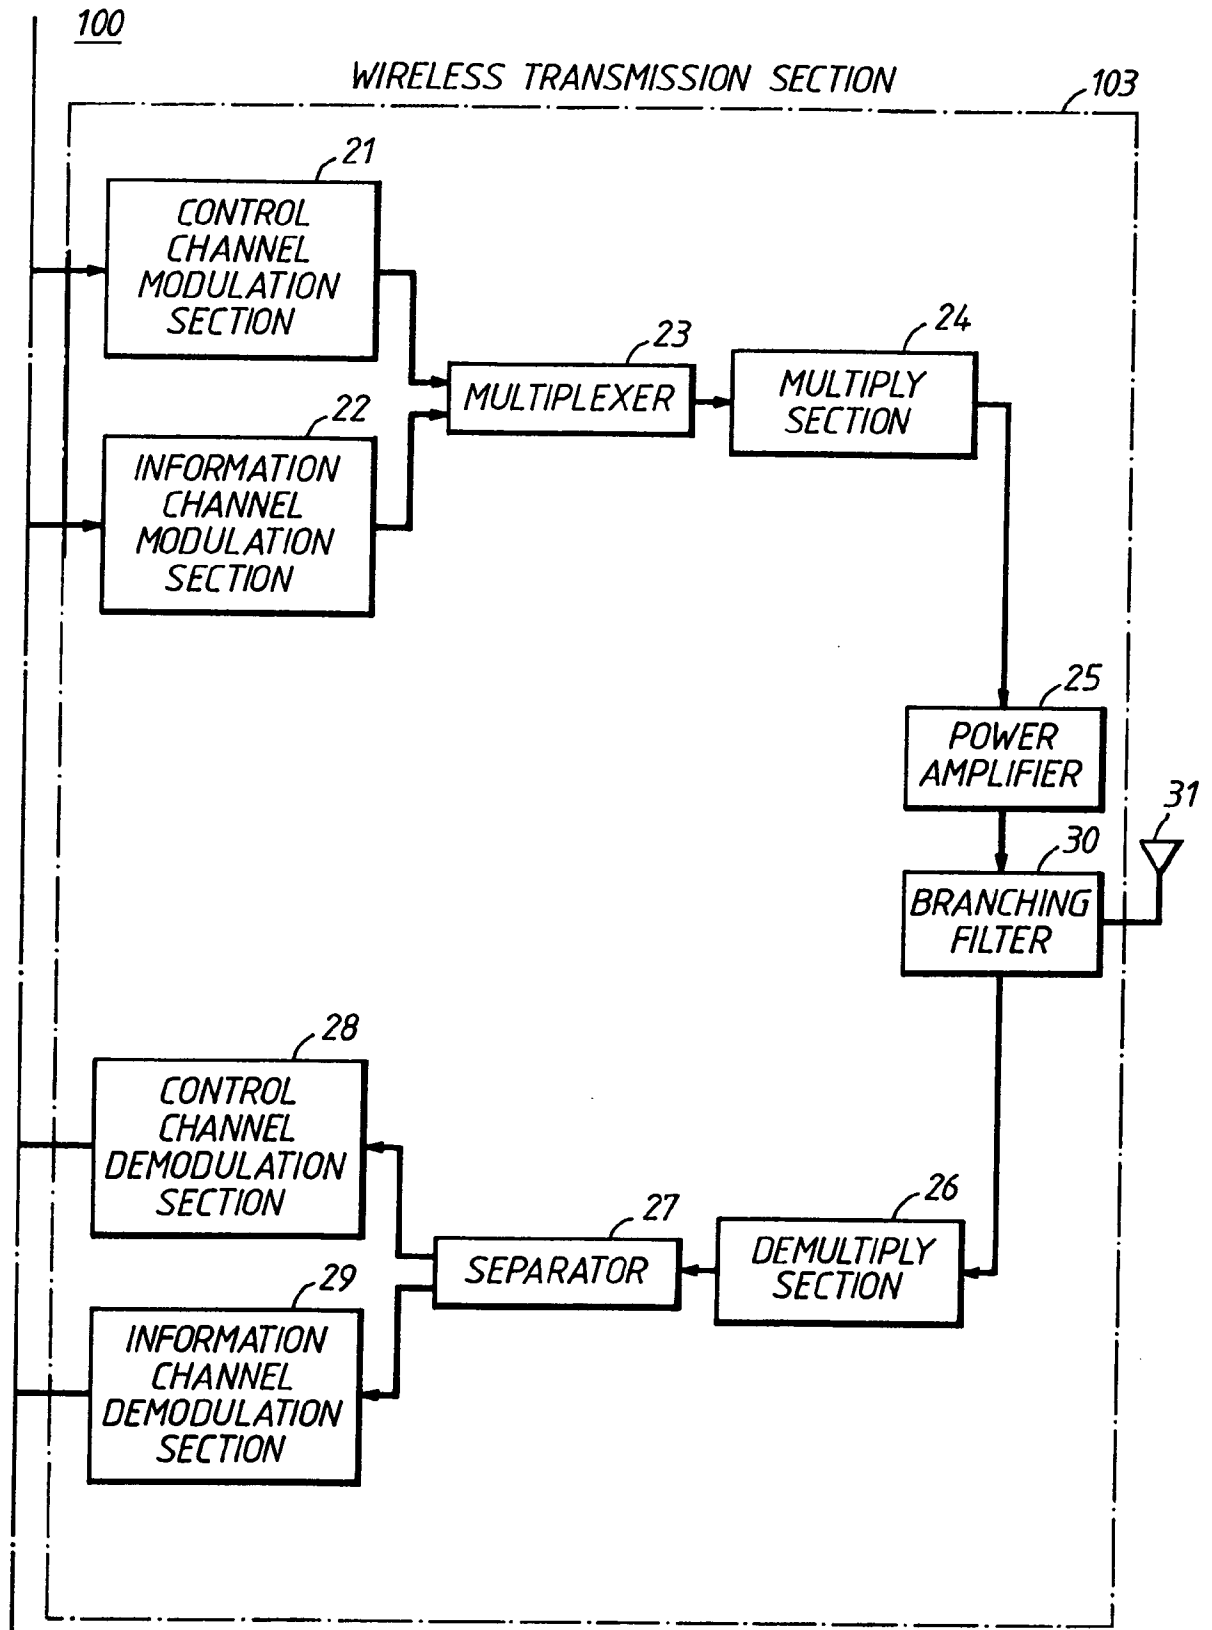 100
WIRELESS TRANSMISSION SECTION
103
21
CONTROL
CHANNEL
MODULATION
SECTION
22
INFORMATION
CHANNEL
MODULATION
SECTION
23
MULTIPLEXER
24
MULTIPLY
SECTION
25
POWER
AMPLIFIER
31
30
BRANCHING
FILTER
28
CONTROL
CHANNEL
DEMODULATION
SECTION
27
SEPARATOR
26
DEMULTIPLY
SECTION
29
INFORMATION
CHANNEL
DEMODULATION
SECTION